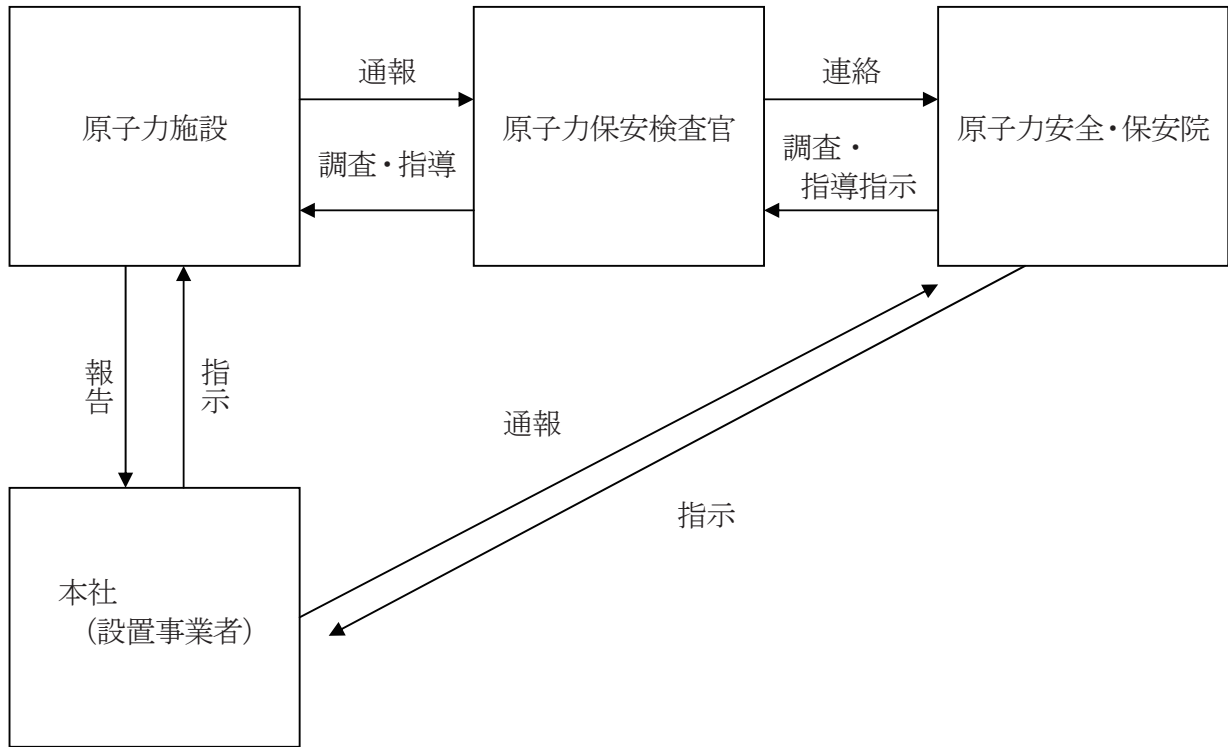 通報
連絡
原子力施設
原子力保安検査官
原子力安全・保安院
調査・指導
調査・
指導指示
報告
指示
通報
指示
本社
（設置事業者）